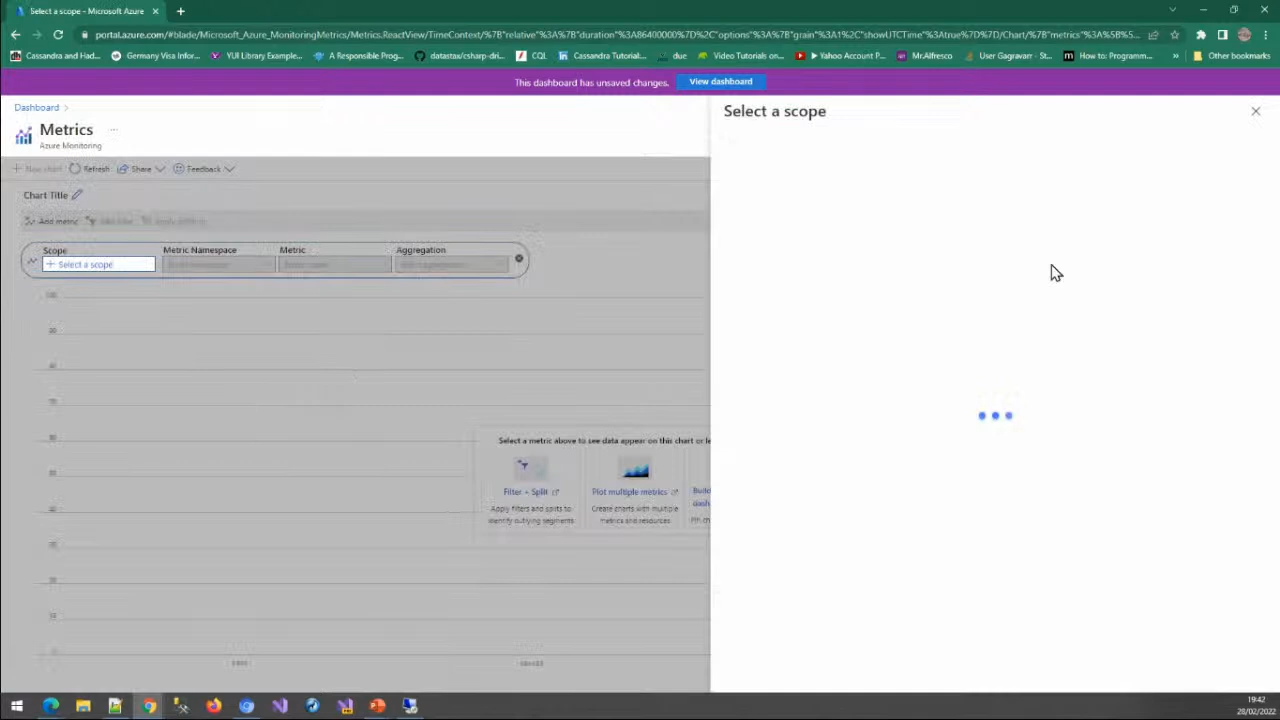 Select a scope - Microsoft Azure
portal.azure.com/#blade/Microsoft_Azure_MonitoringMetrics/Metrics.ReactView/TimeContext/%7B"relative"%3A%7B"duration"%3A86400000%7D%2C"options"%3A%7B"grain"%3A1%2C"showUTCTime"%3Atrue%7D%7D/Chart/%7B"metrics"%3A%5B%5...
Cassandra and Had...
Germany Visa Infor...
YUI Library Example...
A Responsible Prog...
datastax/csharp-dri...
CQL
Cassandra Tutorial:...
due
Video Tutorials on...
Yahoo Account P...
MrAlfresco
User Gagravarr - St...
How to: Programm...
»
Other bookmarks
This dashboard has unsaved changes.
View dashboard
Dashboard >
Metrics ...
Azure Monitoring
Select a scope
New chart
Refresh
Share
Feedback
Chart Title
Add metric
Scope
Metric Namespace
Metric
Aggregation
+ Select a scope
100
Select a metric above to see data appear on this chart or le
Filter + Split
Plot multiple metrics
Build
dash
Apply filters and splits to
identify outlying segments
Create charts with multiple
metrics and resources
19:42
28/02/2022